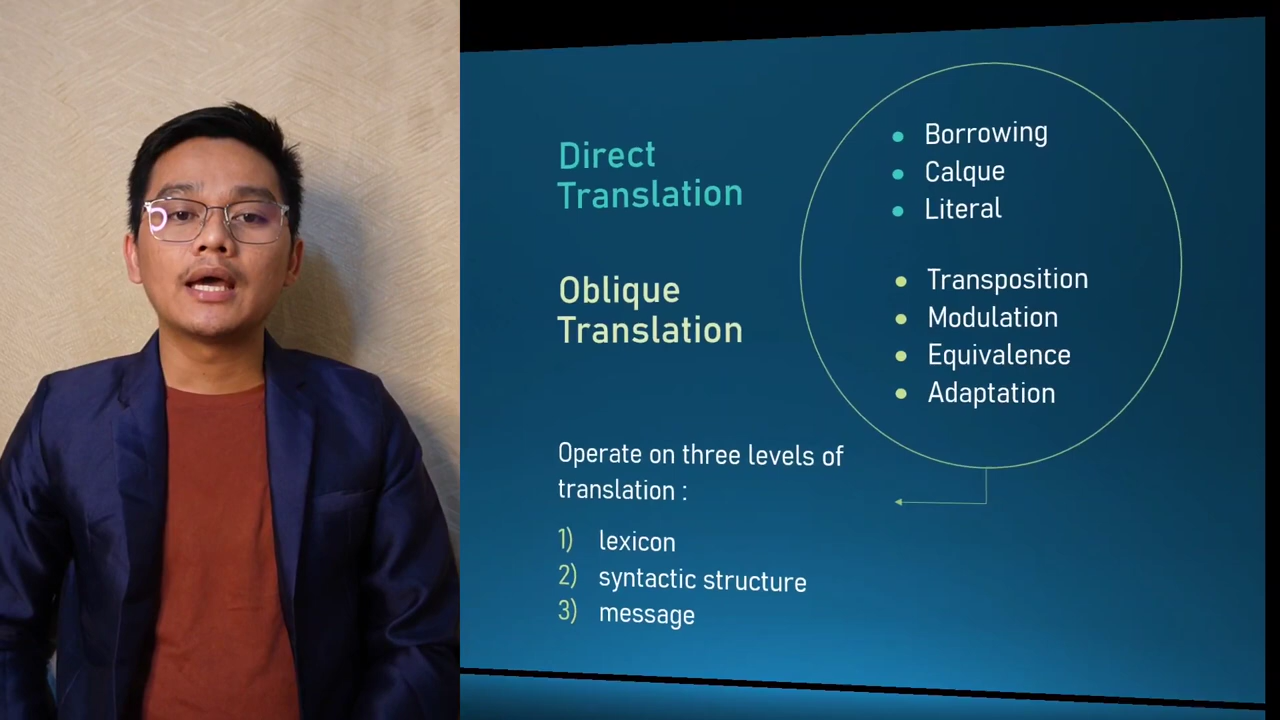 Direct
Translation
• Borrowing
• Calque
• Literal
Oblique
Translation
• Transposition
• Modulation
• Equivalence
• Adaptation
Operate on three levels of
translation :
1) lexicon
2) syntactic structure
3) message